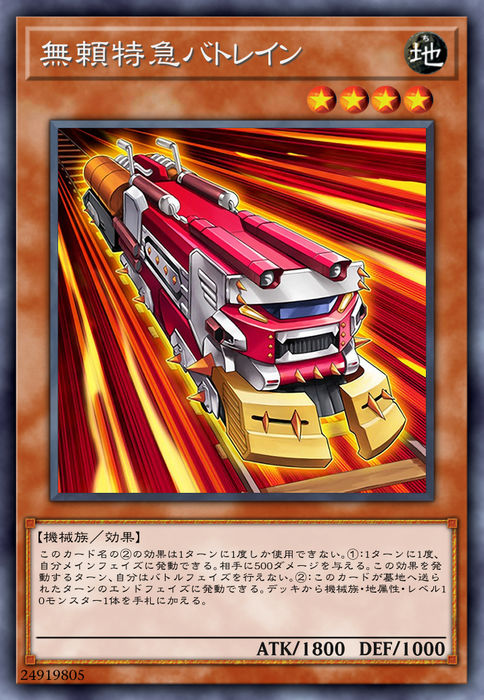 無頼特急バトレイン
ち
地
【機械族／効果】
このカード名の②の効果は1ターンに1度しか使用できない。①：1ターンに1度、
自分メインフェイズに発動できる。相手に500ダメージを与える。この効果を発
動するターン、自分はバトルフェイズを行えない。②：このカードが墓地へ送ら
れたターンのエンドフェイズに発動できる。デッキから機械族・地属性・レベル1
0モンスター1体を手札に加える。
ATK/1800 DEF/1000
24919805